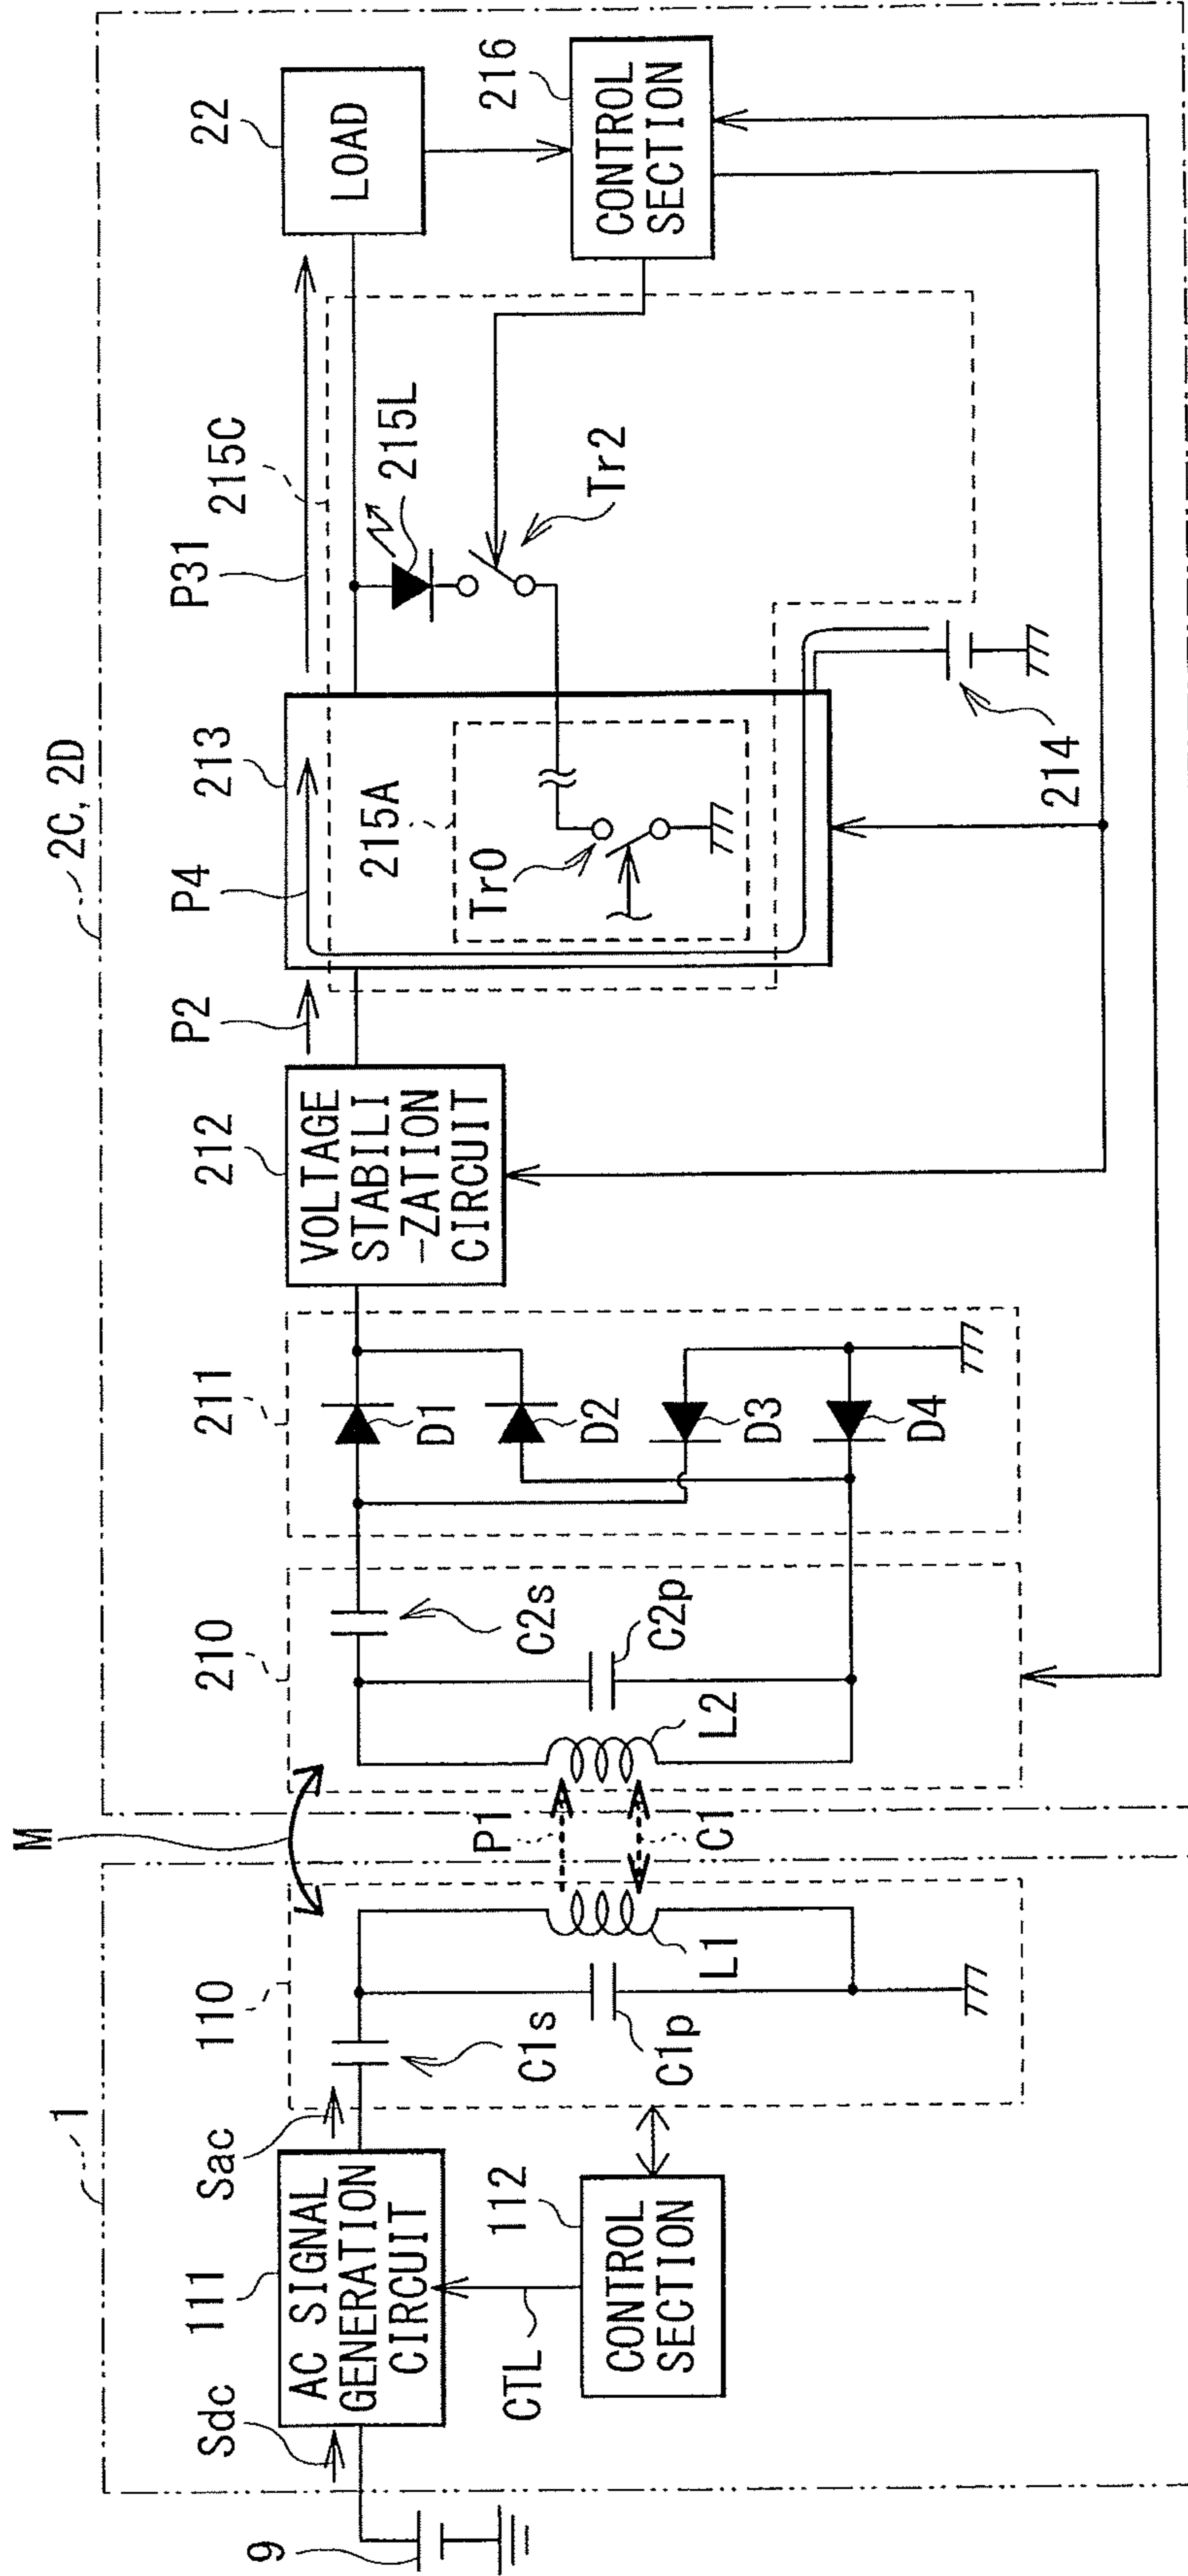 1
M
2C, 2D
9
Sdc
111
AC SIGNAL
GENERATION
CIRCUIT
Sac
CTL
112
CONTROL
SECTION
110
C1s
C1p
L1
P1
C1
210
L2
C2s
C2p
211
D1
D2
D3
D4
212
VOLTAGE
STABILI
-ZATION
CIRCUIT
P2
P4
213
215A
Tr0
214
P31
215C
215L
Tr2
22
LOAD
216
CONTROL
SECTION